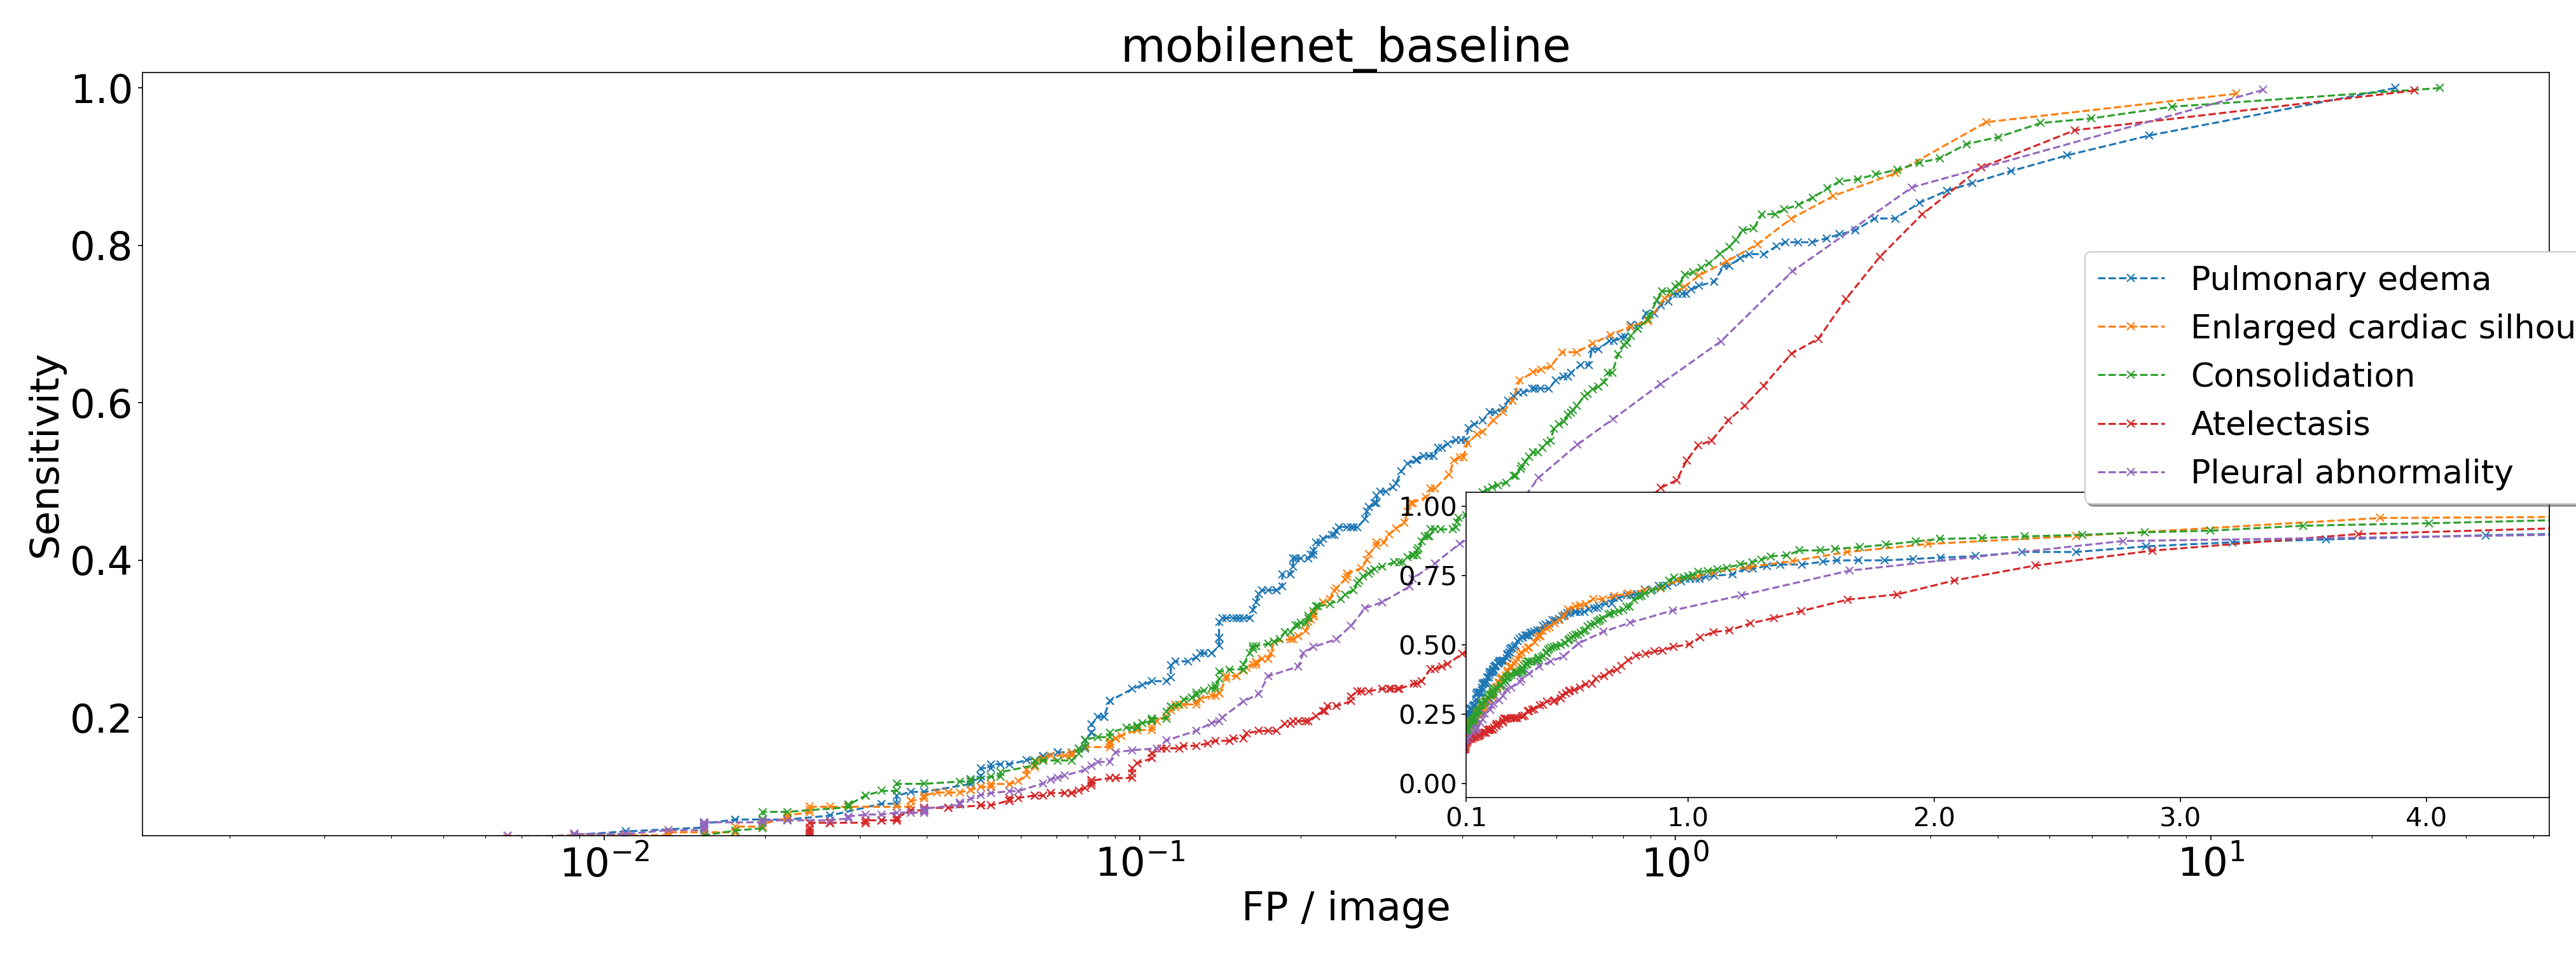 mobilenet_baseline
1.0
0.8
0.6
0.4
0.2
Sensitivity
Pulmonary edema
Enlarged cardiac silhou
Consolidation
Atelectasis
Pleural abnormality
1.00
0.75
0.50
0.25
0.00
0.1 1.0 2.0 3.0 4.0
10⁻² 10⁻¹ 10⁰ 10¹
FP / image